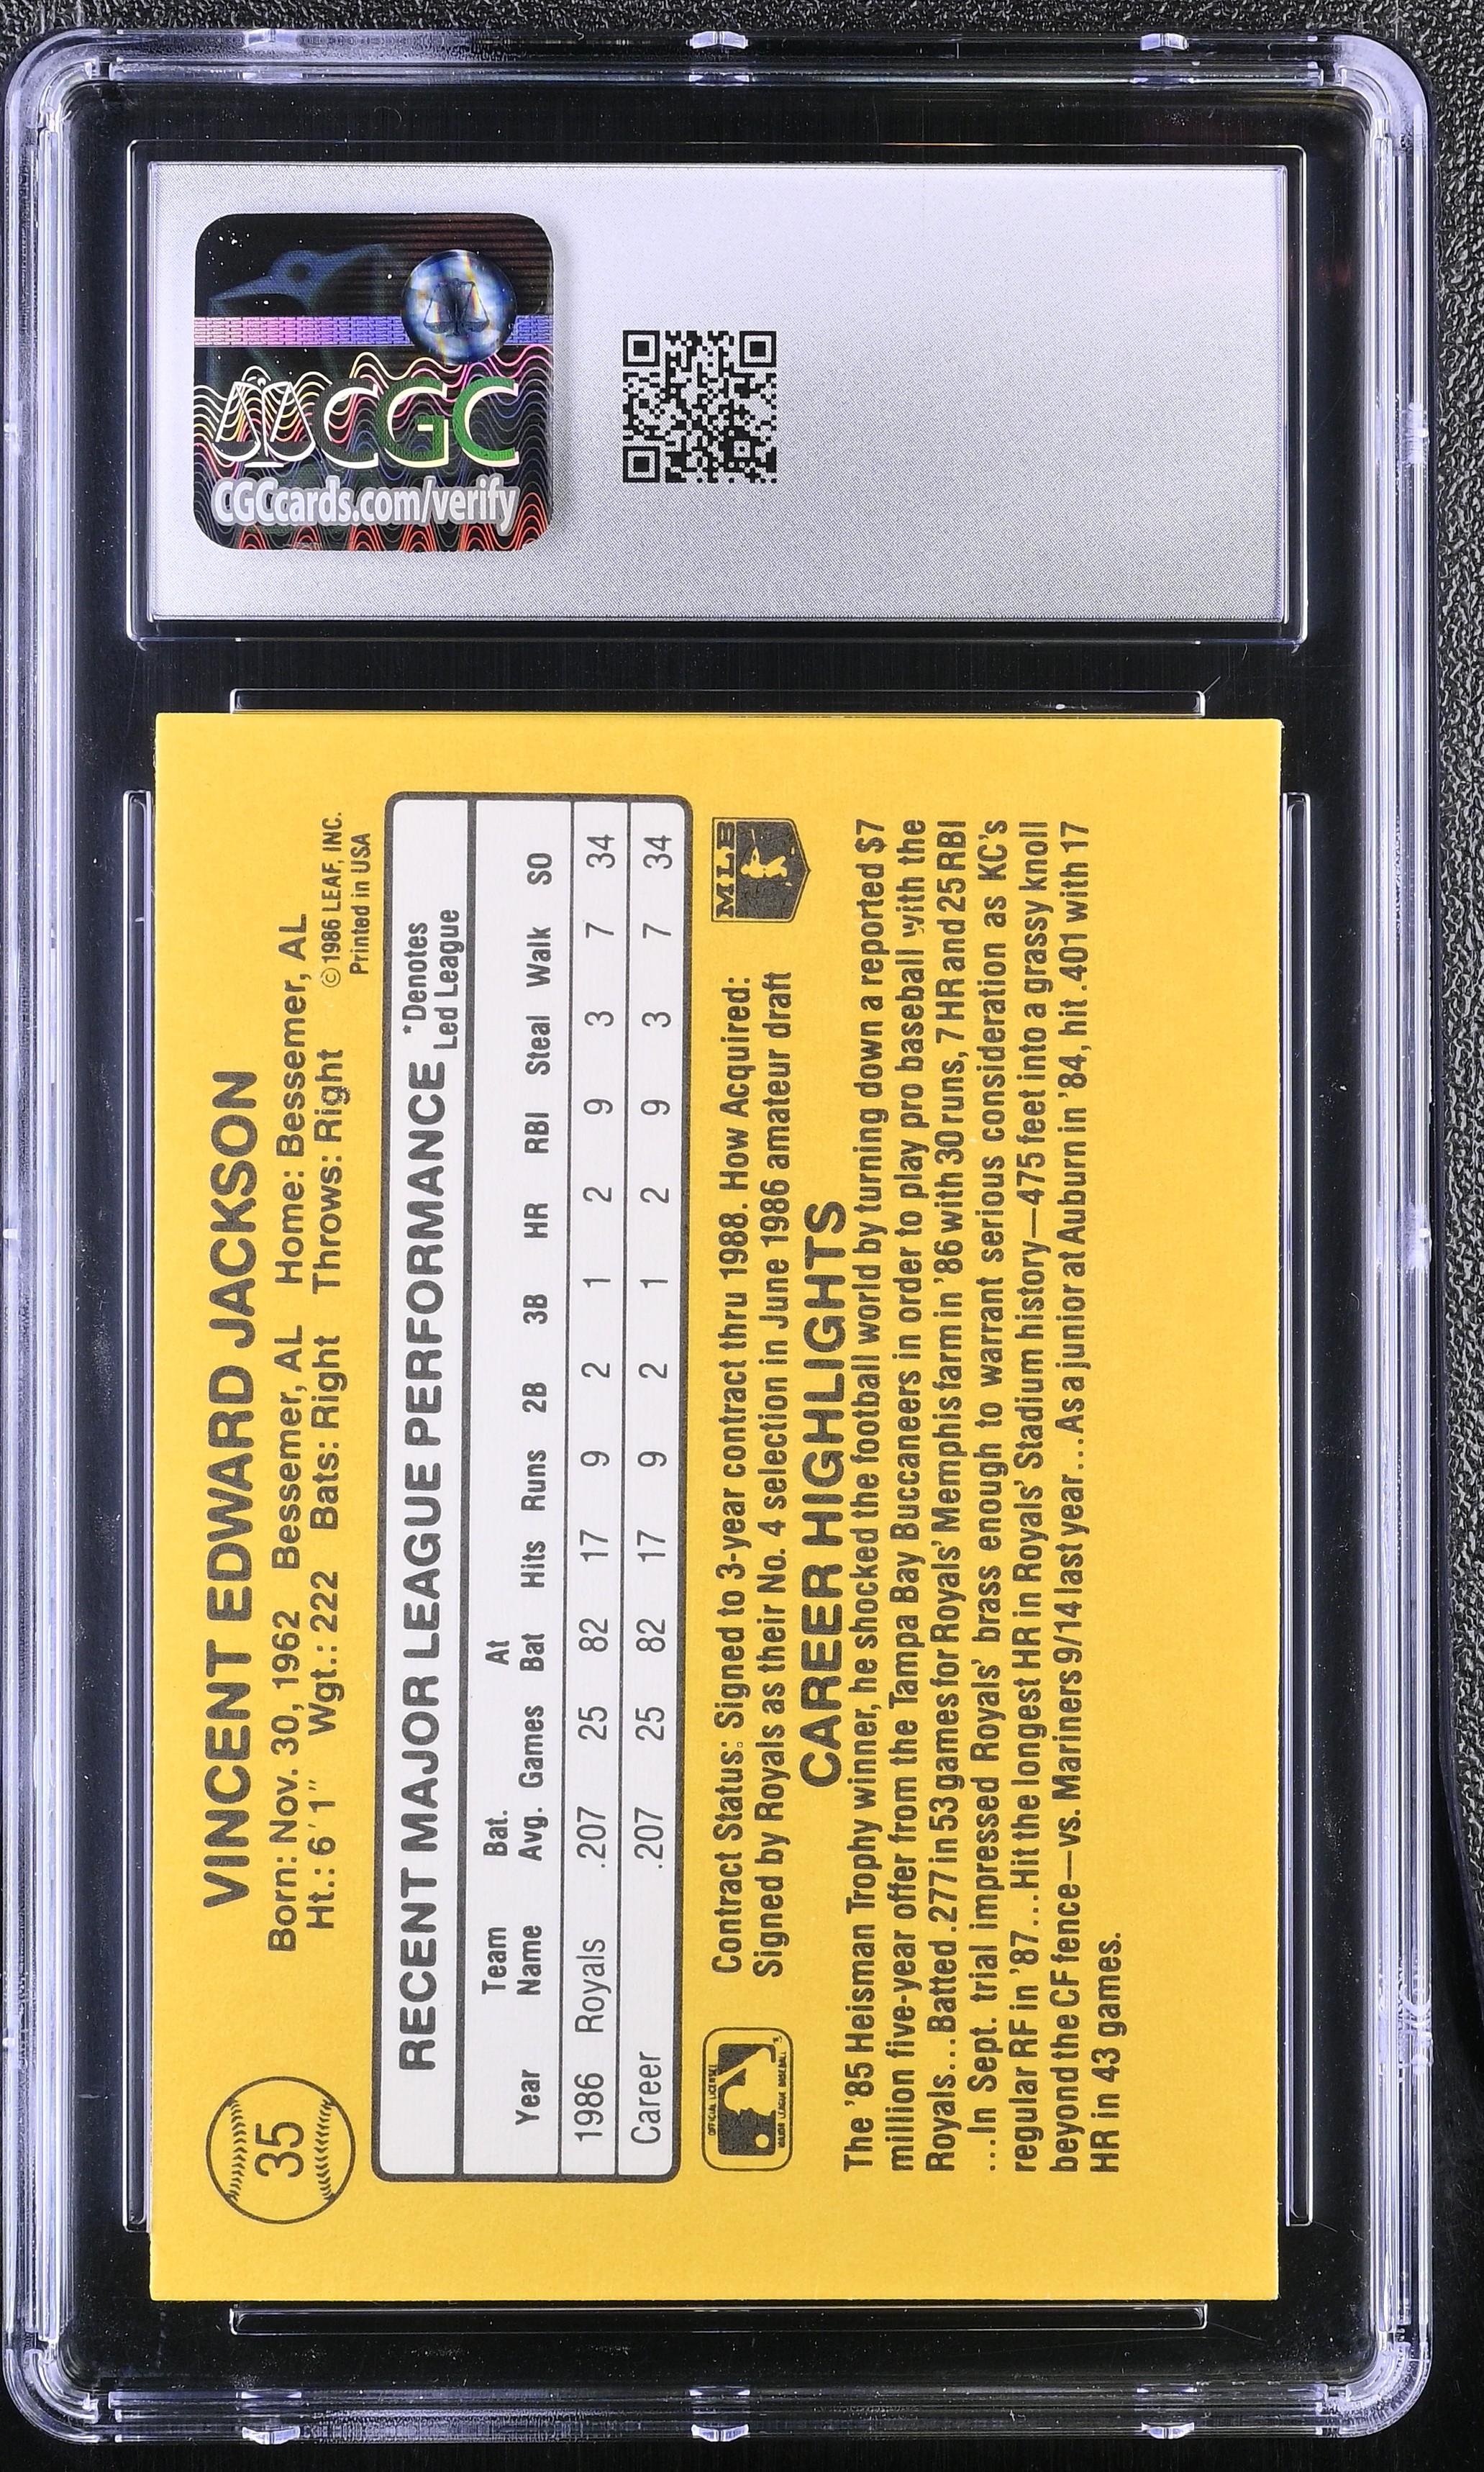 CGC
CGCcards.com/verify
35
VINCENT EDWARD JACKSON
Born: Nov. 30, 1962 Bessemer, AL Home: Bessemer, AL
Ht.: 6' 1" Wgt.: 222 Bats: Right Throws: Right
© 1986 LEAF, INC.
Printed in USA
RECENT MAJOR LEAGUE PERFORMANCE *Denotes Led League
Year Team Name Bat. Avg. Games At Bat Hits Runs 2B 3B HR RBI Steal Walk SO
1986 Royals .207 25 82 17 9 2 1 2 9 3 7 34
Career .207 25 82 17 9 2 1 2 9 3 7 34
OFFICIAL LICENSEE
MAJOR LEAGUE BASEBALL
Contract Status: Signed to 3-year contract thru 1988. How Acquired:
Signed by Royals as their No. 4 selection in June 1986 amateur draft
MLB
CAREER HIGHLIGHTS
The '85 Heisman Trophy winner, he shocked the football world by turning down a reported $7
million five-year offer from the Tampa Bay Buccaneers in order to play pro baseball with the
Royals...Batted .277 in 53 games for Royals' Memphis farm in '86 with 30 runs, 7 HR and 25 RBI
...In Sept. trial impressed Royals' brass enough to warrant serious consideration as KC's
regular RF in '87...Hit the longest HR in Royals' Stadium history—475 feet into a grassy knoll
beyond the CF fence—vs. Mariners 9/14 last year...As a junior at Auburn in '84, hit .401 with 17
HR in 43 games.